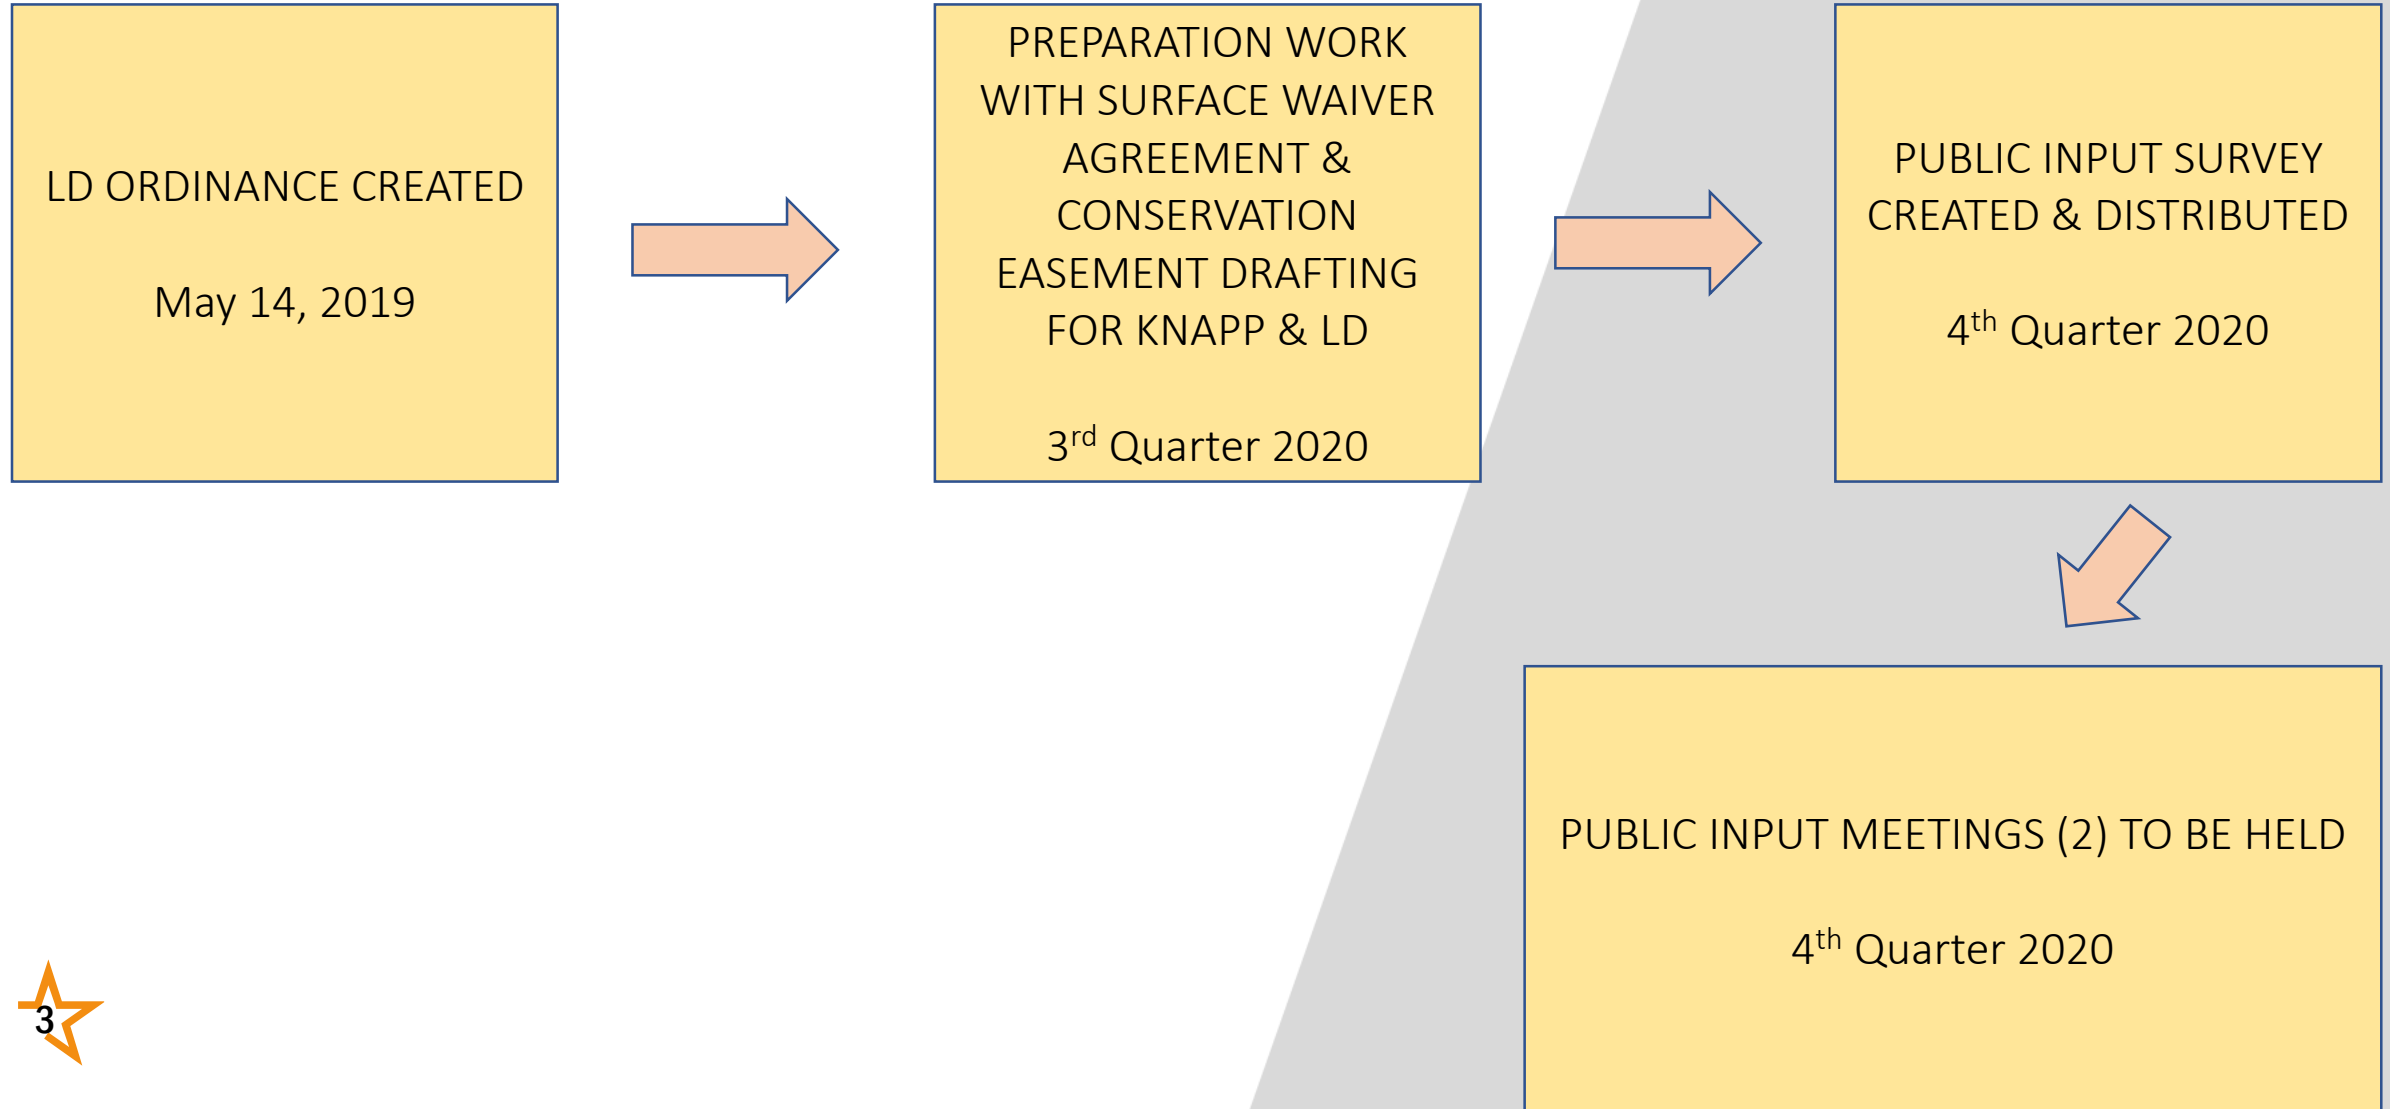 LD ORDINANCE CREATED
May 14, 2019
PREPARATION WORK
WITH SURFACE WAIVER
AGREEMENT &
CONSERVATION
EASEMENT DRAFTING
FOR KNAPP & LD
3rd Quarter 2020
PUBLIC INPUT SURVEY
CREATED & DISTRIBUTED
4th Quarter 2020
PUBLIC INPUT MEETINGS (2) TO BE HELD
4th Quarter 2020
3